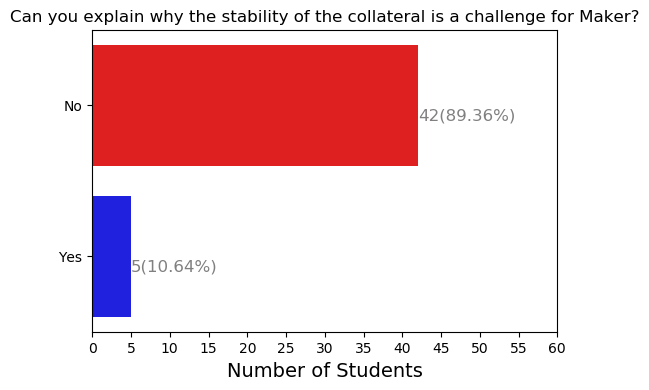 Can you explain why the stability of the collateral is a challenge for Maker?
No
42(89.36%)
Yes
5(10.64%)
0 5 10 15 20 25 30 35 40 45 50 55 60
Number of Students